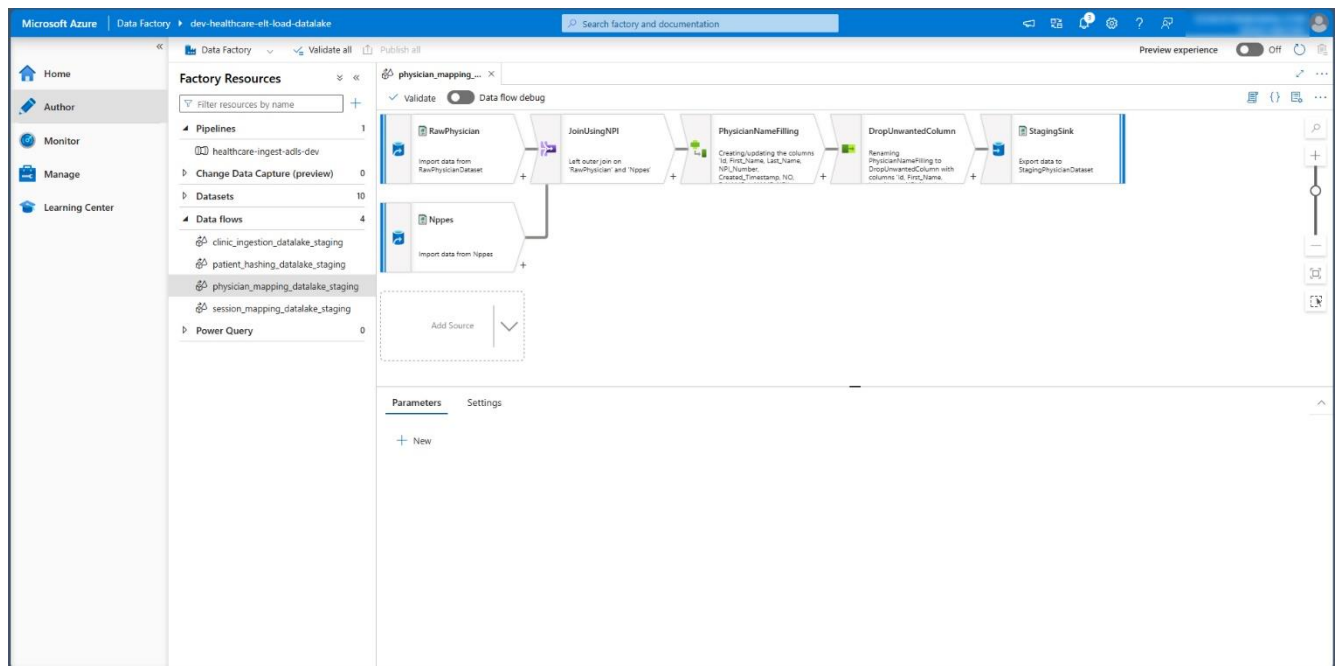 Microsoft Azure | Data Factory ▸ dev-healthcare-elt-load-datalake
Search factory and documentation
Data Factory
Validate all
Publish all
Preview experience
Off
Home
Author
Monitor
Manage
Learning Center
Factory Resources
Filter resources by name
Pipelines 1
healthcare-ingest-adls-dev
Change Data Capture (preview) 0
Datasets 10
Data flows 4
clinic_ingestion_datalake_staging
patient_hashing_datalake_staging
physician_mapping_datalake_staging
session_mapping_datalake_staging
Power Query 0
physician_mapping_...
Validate
Data flow debug
RawPhysician
Import data from
RawPhysicianDataset
JoinUsingNPI
Left outer join on
'RawPhysician' and 'Nppes'
PhysicianNameFilling
Creating/updating the columns
'Id, First_Name, Last_Name,
NPI_Number,
Created_Timestamp, NO,
DropUnwantedColumn
Renaming
PhysicianNameFilling to
DropUnwantedColumn with
columns 'Id, First_Name,
StagingSink
Export data to
StagingPhysicianDataset
Nppes
Import data from Nppes
Add Source
Parameters
Settings
New